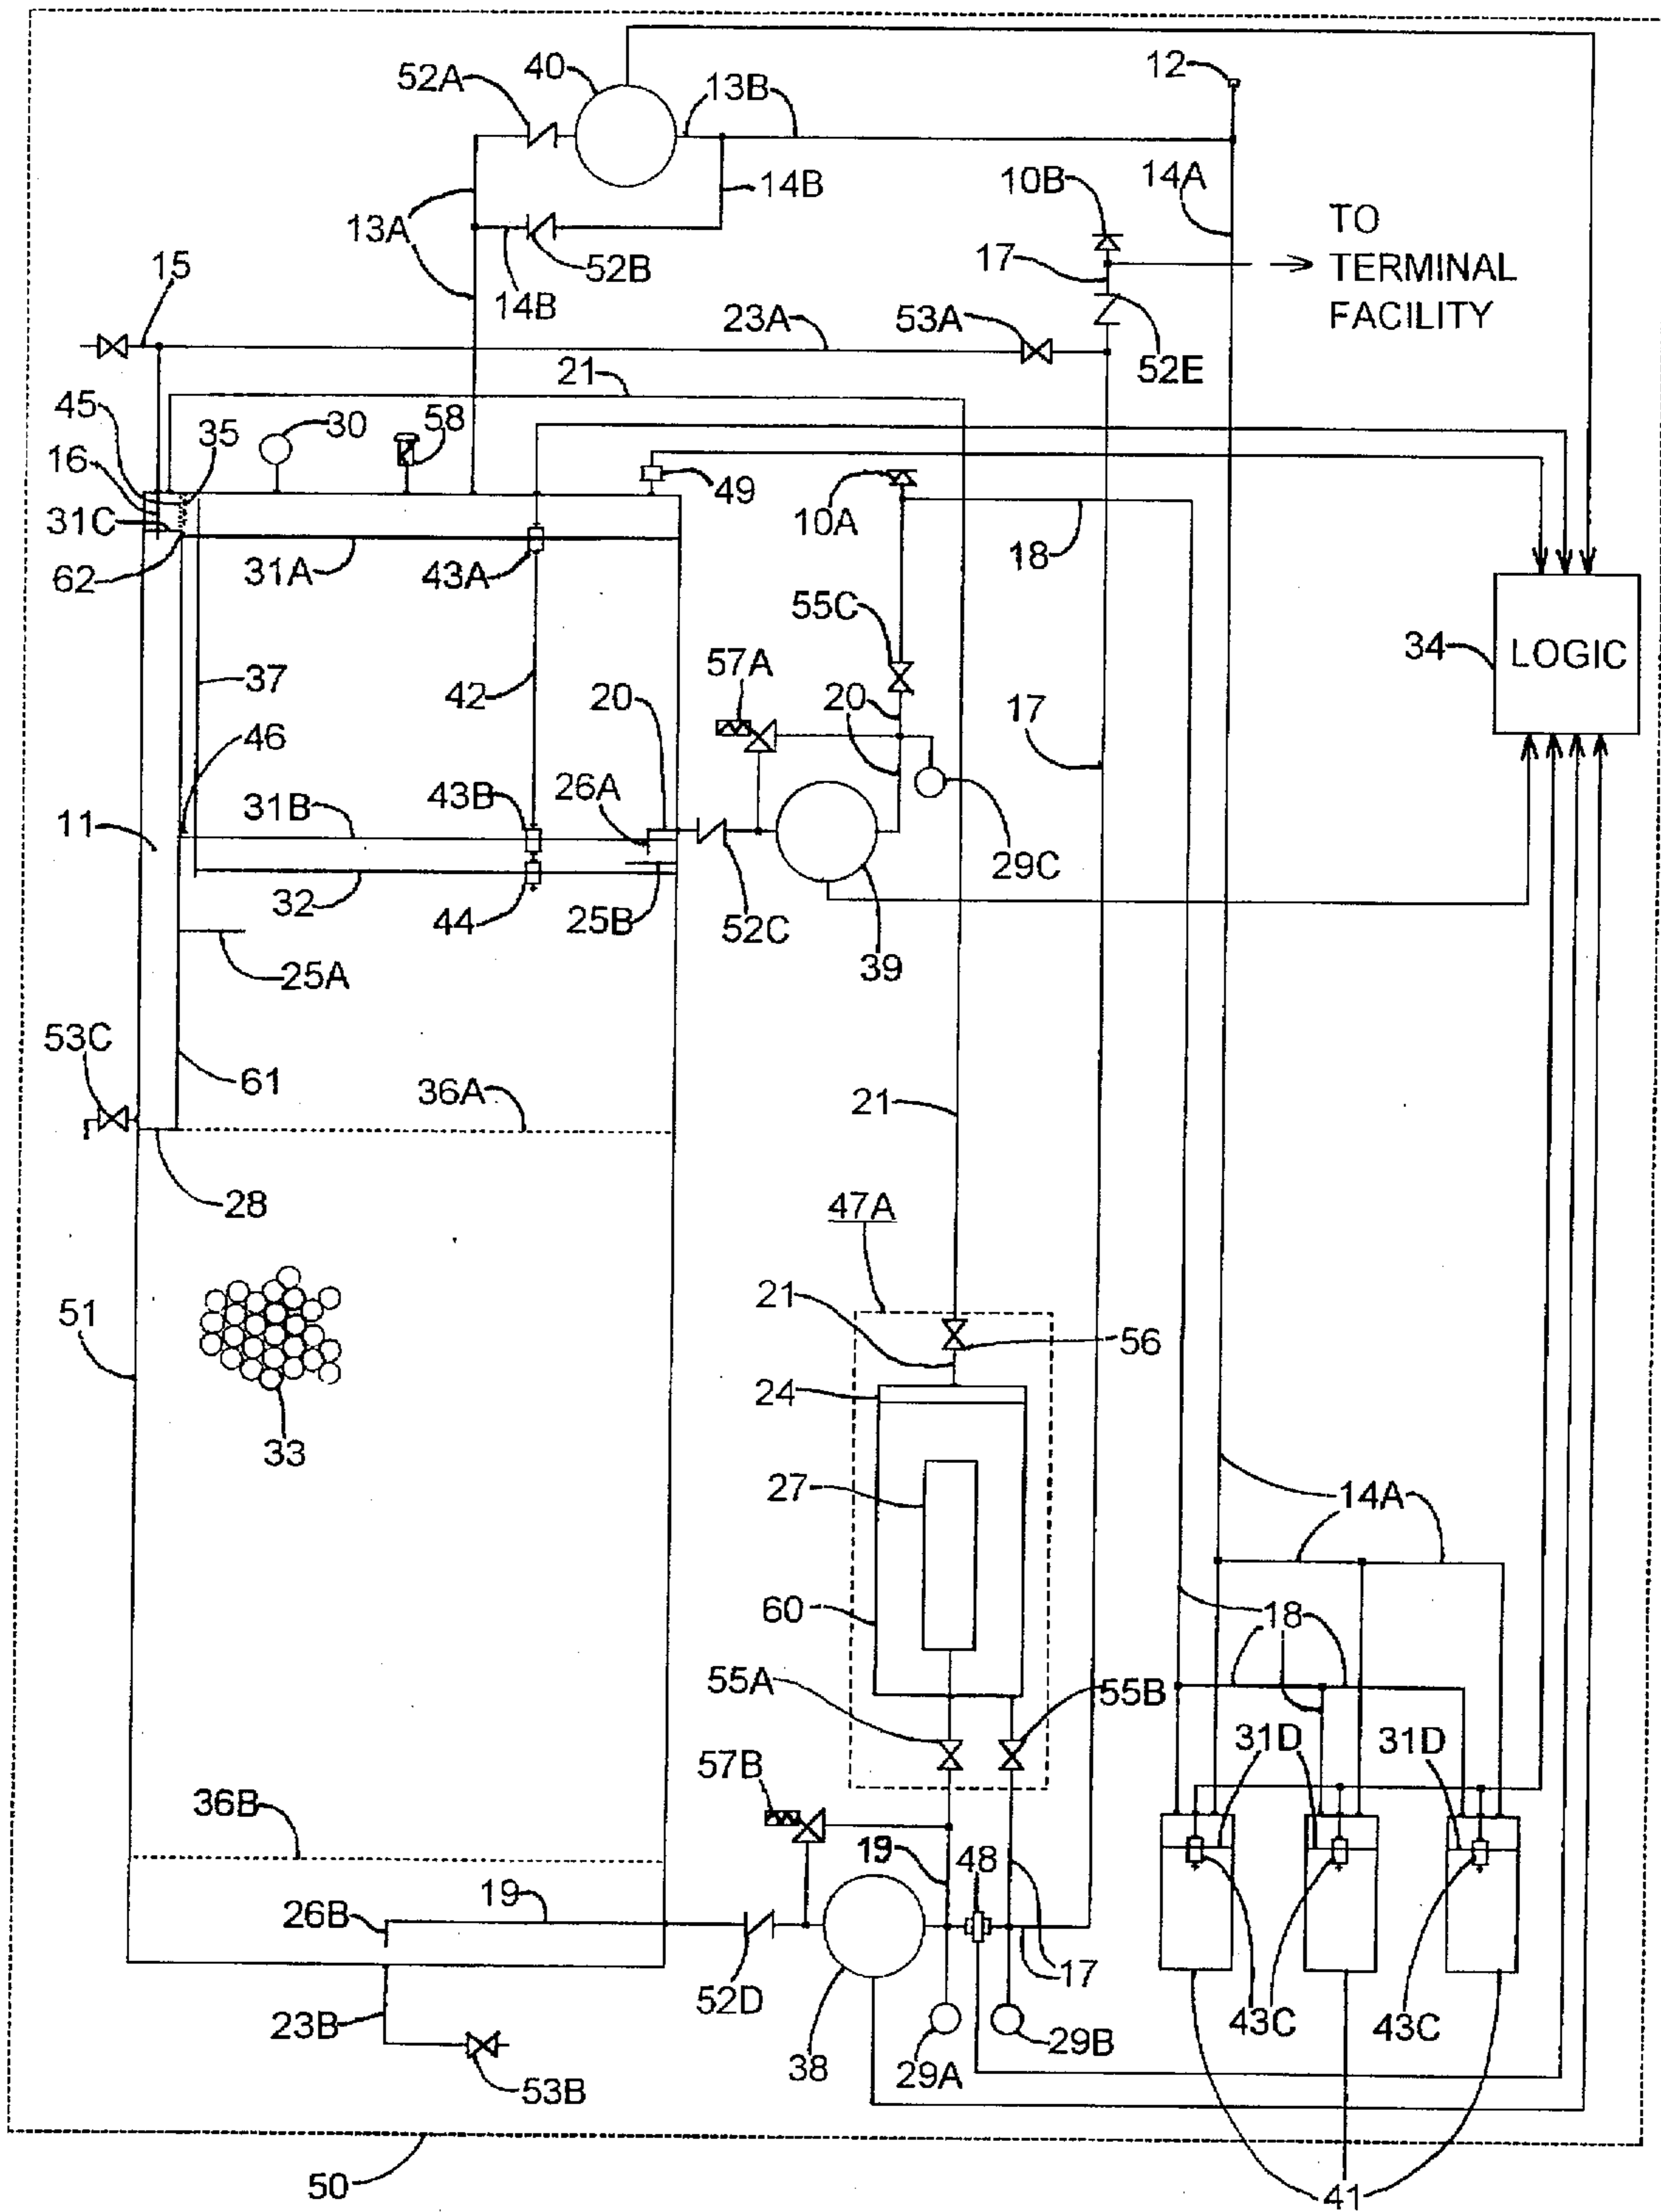 40
12
52A
13B
14B
10B
14A
13A
52B
17
TO
TERMINAL
FACILITY
15
14B
23A
53A
52E
21
45
35
30
58
16
49
10A
31C
18
62
31A
43A
55C
34
LOGIC
57A
37
42
20
20
17
46
43B
26A
11
31B
29C
32
44
25B
52C
39
25A
53C
61
36A
21
28
47A
51
21
56
24
33
27
14A
60
18
55A
55B
31D
31D
57B
36B
19
48
26B
19
17
52D
23B
43C
43C
38
29A
29B
53B
50
41